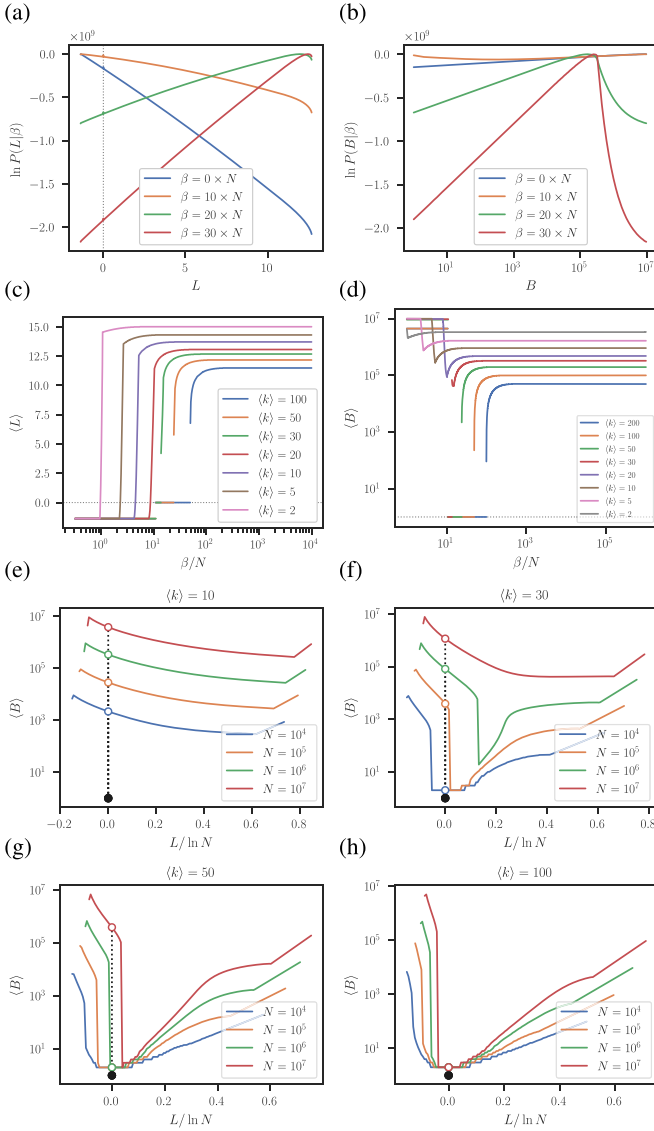 (a)
×10⁹
0.0
−0.5
−1.0
−1.5
−2.0
ln P(L|β)
β = 0 × N
β = 10 × N
β = 20 × N
β = 30 × N
0
5
10
L
(b)
×10⁹
0.0
−0.5
−1.0
−1.5
−2.0
ln P(B|β)
β = 0 × N
β = 10 × N
β = 20 × N
β = 30 × N
10¹
10³
10⁵
10⁷
B
(c)
15.0
12.5
10.0
7.5
5.0
2.5
0.0
⟨L⟩
⟨k⟩ = 100
⟨k⟩ = 50
⟨k⟩ = 30
⟨k⟩ = 20
⟨k⟩ = 10
⟨k⟩ = 5
⟨k⟩ = 2
10⁰
10¹
10²
10³
10⁴
β/N
(d)
10⁷
10⁵
10³
10¹
⟨B⟩
⟨k⟩ = 200
⟨k⟩ = 100
⟨k⟩ = 50
⟨k⟩ = 30
⟨k⟩ = 20
⟨k⟩ = 10
⟨k⟩ = 5
⟨k⟩ = 2
10¹
10³
10⁵
β/N
(e)
⟨k⟩ = 10
10⁷
10⁵
10³
10¹
⟨B⟩
N = 10⁴
N = 10⁵
N = 10⁶
N = 10⁷
−0.2
0.0
0.2
0.4
0.6
0.8
L/ ln N
(f)
⟨k⟩ = 30
10⁷
10⁵
10³
10¹
⟨B⟩
N = 10⁴
N = 10⁵
N = 10⁶
N = 10⁷
0.0
0.2
0.4
0.6
0.8
L/ ln N
(g)
⟨k⟩ = 50
10⁷
10⁵
10³
10¹
⟨B⟩
N = 10⁴
N = 10⁵
N = 10⁶
N = 10⁷
0.0
0.2
0.4
0.6
L/ ln N
(h)
⟨k⟩ = 100
10⁷
10⁵
10³
10¹
⟨B⟩
N = 10⁴
N = 10⁵
N = 10⁶
N = 10⁷
0.0
0.2
0.4
0.6
L/ ln N